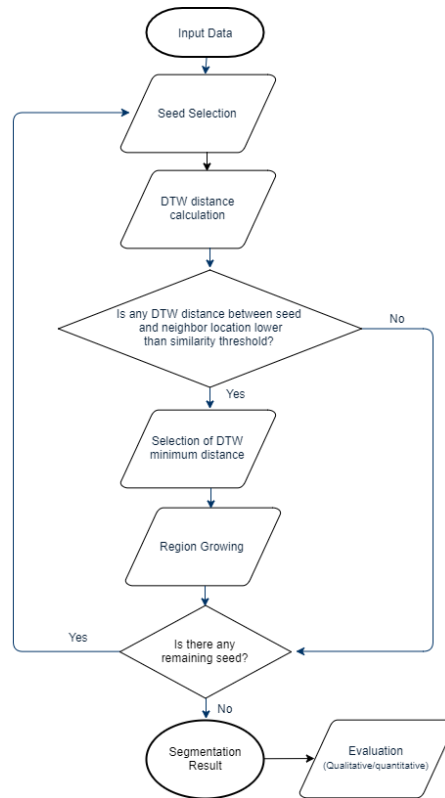 Input Data
Seed Selection
DTW distance
calculation
Is any DTW distance between seed
and neighbor location lower
than similarity threshold?
No
Yes
Selection of DTW
minimum distance
Region Growing
Yes
Is there any
remaining seed?
No
Segmentation
Result
Evaluation
(Qualitative/quantitative)